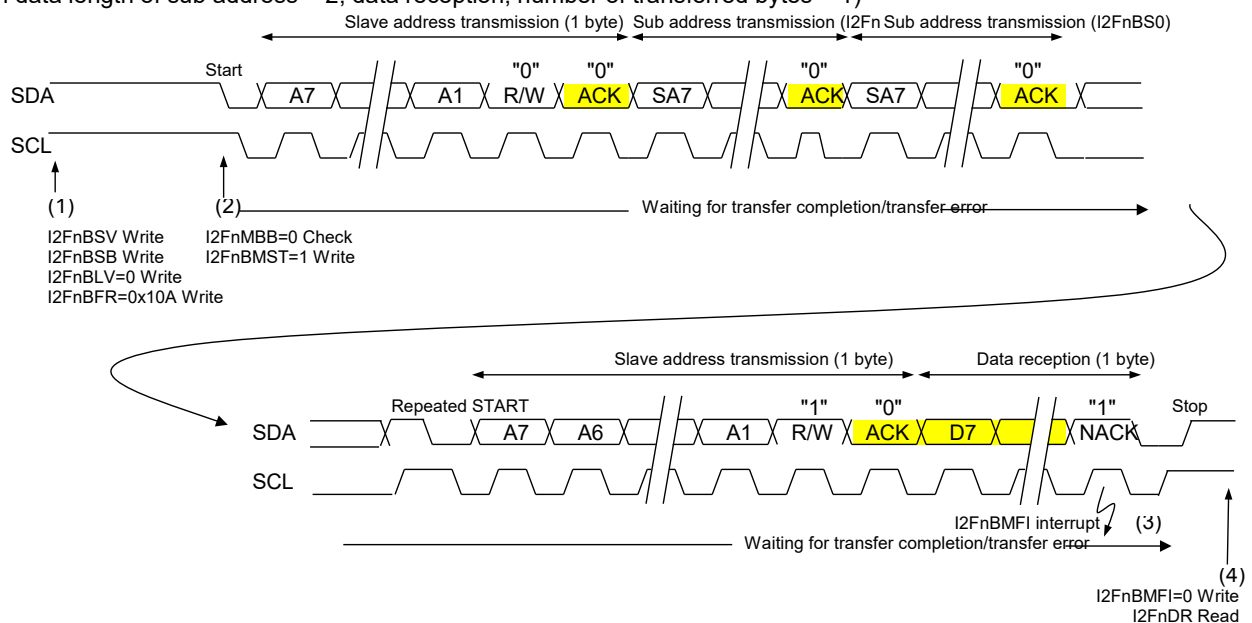 data length of sub address = 2, data reception, number of transferred bytes = 1)
Slave address transmission (1 byte) Sub address transmission (I2Fn Sub address transmission (I2FnBS0)
Start "0" "0" "0" "0"
SDA A7 A1 R/W ACK SA7 ACK SA7 ACK
SCL
(1) (2) Waiting for transfer completion/transfer error
I2FnBSV Write I2FnMBB=0 Check
I2FnBSB Write I2FnBMST=1 Write
I2FnBLV=0 Write
I2FnBFR=0x10A Write
Slave address transmission (1 byte) Data reception (1 byte)
Repeated START "1" "0" "1" Stop
SDA A7 A6 A1 R/W ACK D7 NACK
SCL
I2FnBMFI interrupt (3)
Waiting for transfer completion/transfer error
(4)
I2FnBMFI=0 Write
I2FnDR Read